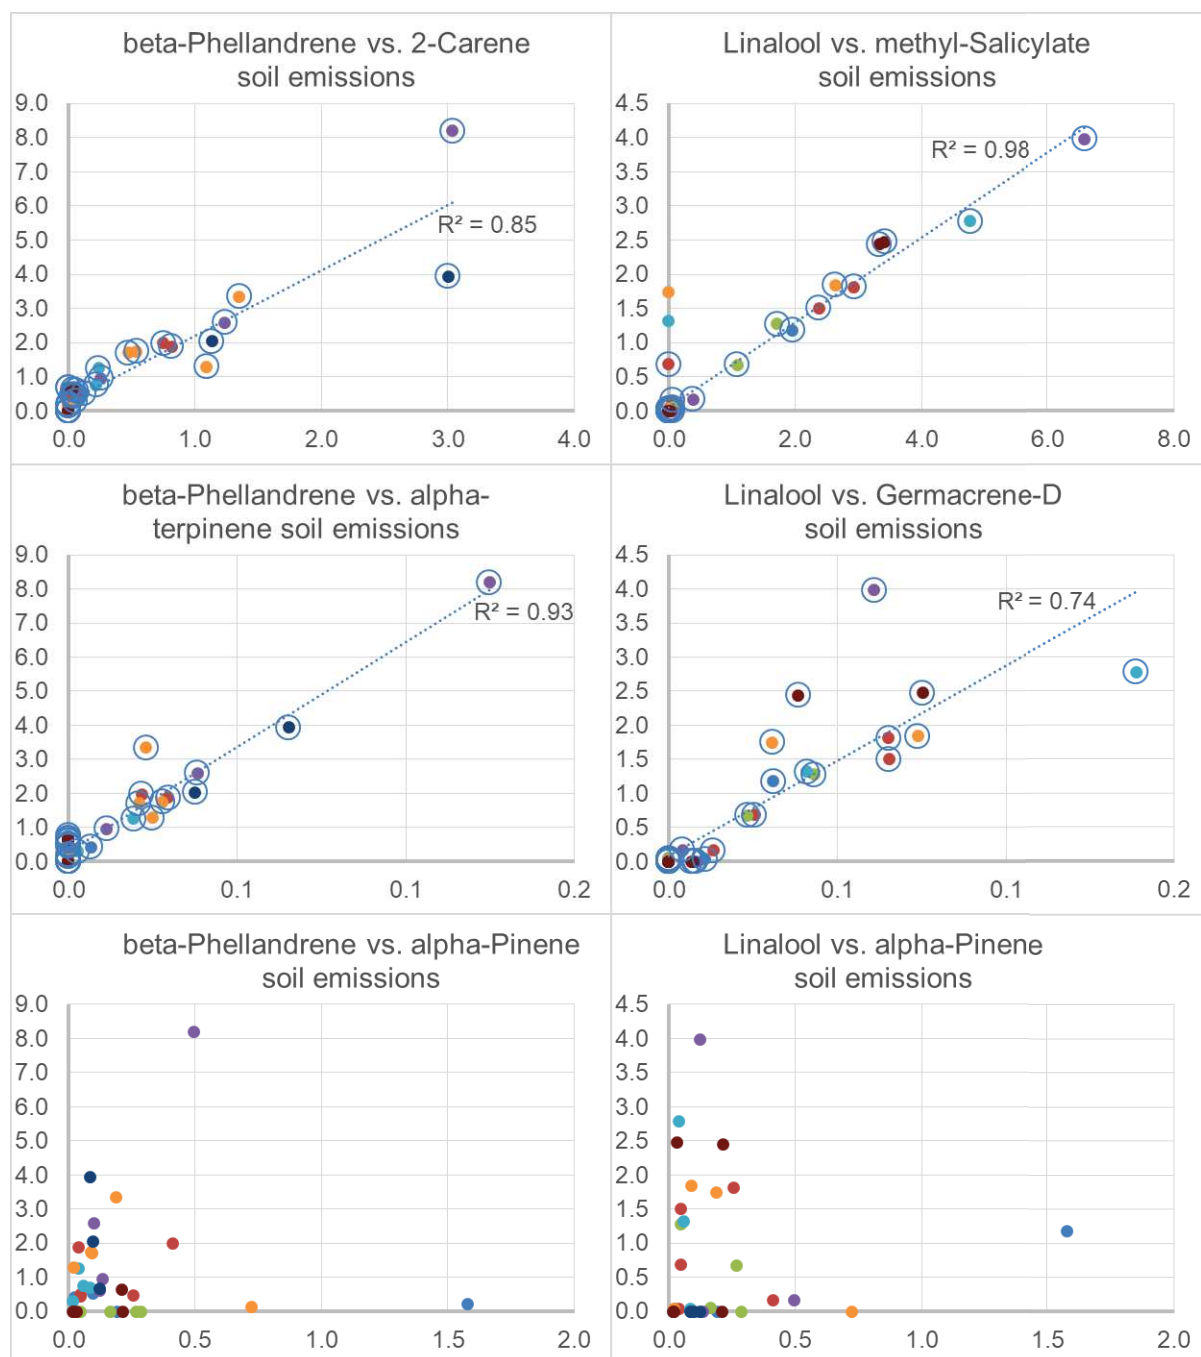 beta-Phellandrene vs. 2-Carene
soil emissions
9.0
8.0
7.0
6.0
5.0
4.0
3.0
2.0
1.0
0.0
R² = 0.85
0.0 1.0 2.0 3.0 4.0
Linalool vs. methyl-Salicylate
soil emissions
4.5
4.0
3.5
3.0
2.5
2.0
1.5
1.0
0.5
0.0
R² = 0.98
0.0 2.0 4.0 6.0 8.0
beta-Phellandrene vs. alpha-
terpinene soil emissions
9.0
8.0
7.0
6.0
5.0
4.0
3.0
2.0
1.0
0.0
R² = 0.93
0.0 0.1 0.1 0.2
Linalool vs. Germacrene-D
soil emissions
4.5
4.0
3.5
3.0
2.5
2.0
1.5
1.0
0.5
0.0
R² = 0.74
0.0 0.1 0.1 0.2
beta-Phellandrene vs. alpha-Pinene
soil emissions
9.0
8.0
7.0
6.0
5.0
4.0
3.0
2.0
1.0
0.0
0.0 0.5 1.0 1.5 2.0
Linalool vs. alpha-Pinene
soil emissions
4.5
4.0
3.5
3.0
2.5
2.0
1.5
1.0
0.5
0.0
0.0 0.5 1.0 1.5 2.0